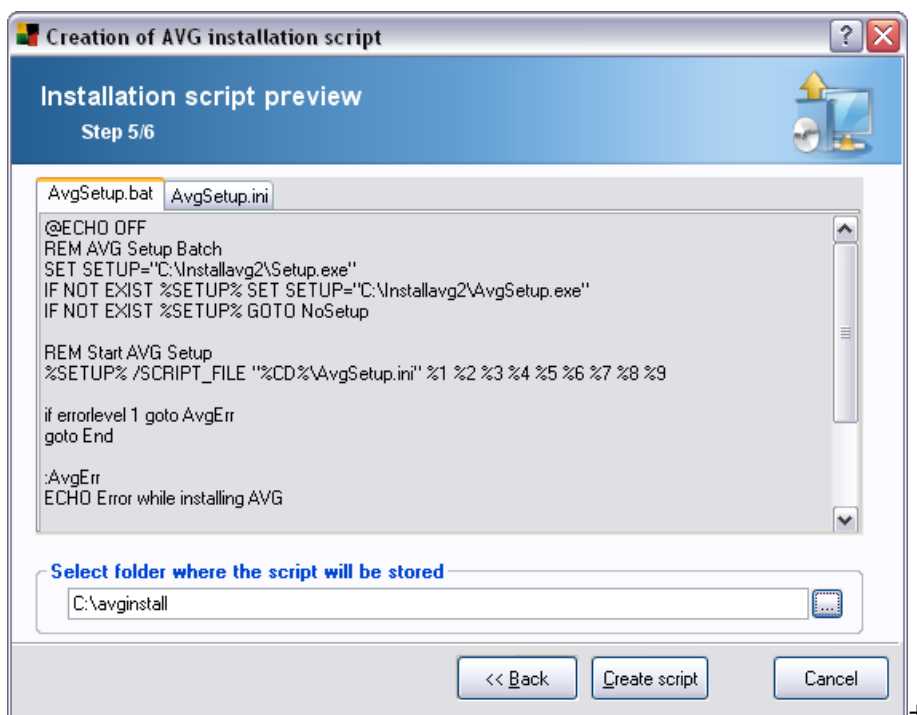 Creation of AVG installation script
?
Installation script preview
Step 5/6
AvgSetup.bat AvgSetup.ini
@ECHO OFF
REM AVG Setup Batch
SET SETUP="C:\Installavg2\Setup.exe"
IF NOT EXIST %SETUP% SET SETUP="C:\Installavg2\AvgSetup.exe"
IF NOT EXIST %SETUP% GOTO NoSetup
REM Start AVG Setup
%SETUP% /SCRIPT_FILE "%CD%\AvgSetup.ini" %1 %2 %3 %4 %5 %6 %7 %8 %9
if errorlevel 1 goto AvgErr
goto End
:AvgErr
ECHO Error while installing AVG
Select folder where the script will be stored
C:\avginstall ...
<< Back Create script Cancel